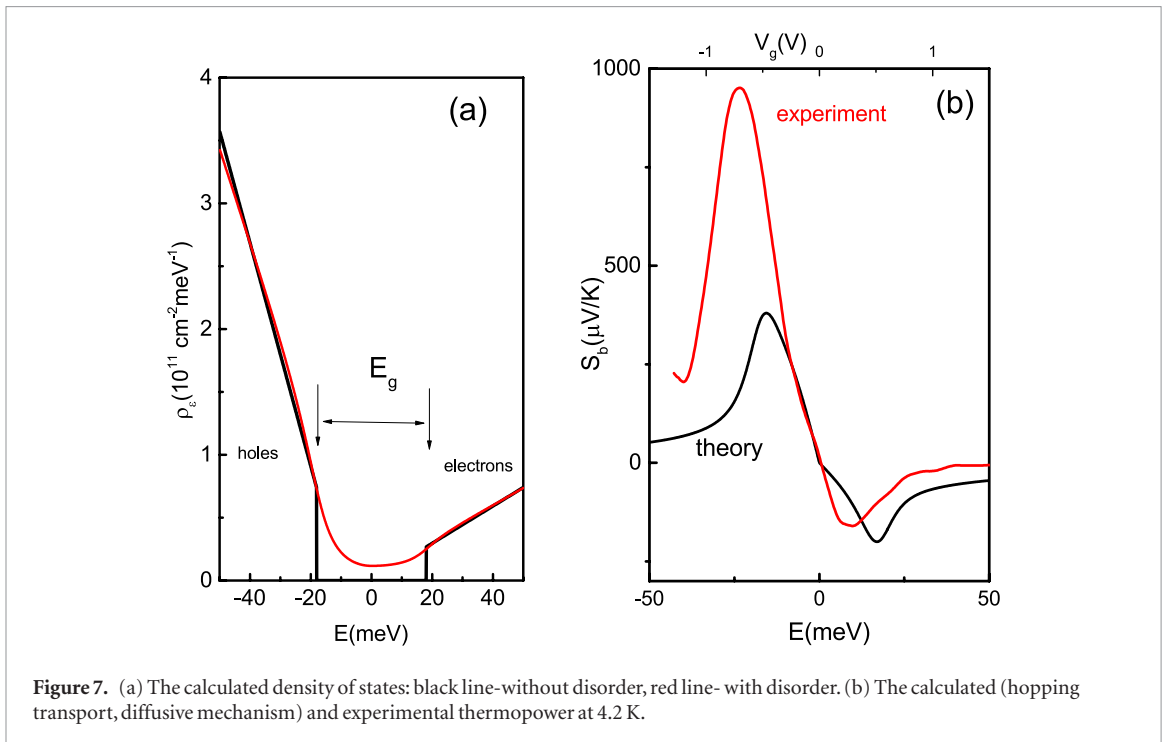 (a)
4
3
2
1
0
ρε(10¹¹ cm⁻²meV⁻¹)
E_g
holes
electrons
-40 -20 0 20 40
E(meV)
V_g(V)
-1 0 1
(b)
1000
500
0
S_b(μV/K)
experiment
theory
-50 0 50
E(meV)
Figure 7. (a) The calculated density of states: black line-without disorder, red line- with disorder. (b) The calculated (hopping
transport, diffusive mechanism) and experimental thermopower at 4.2 K.